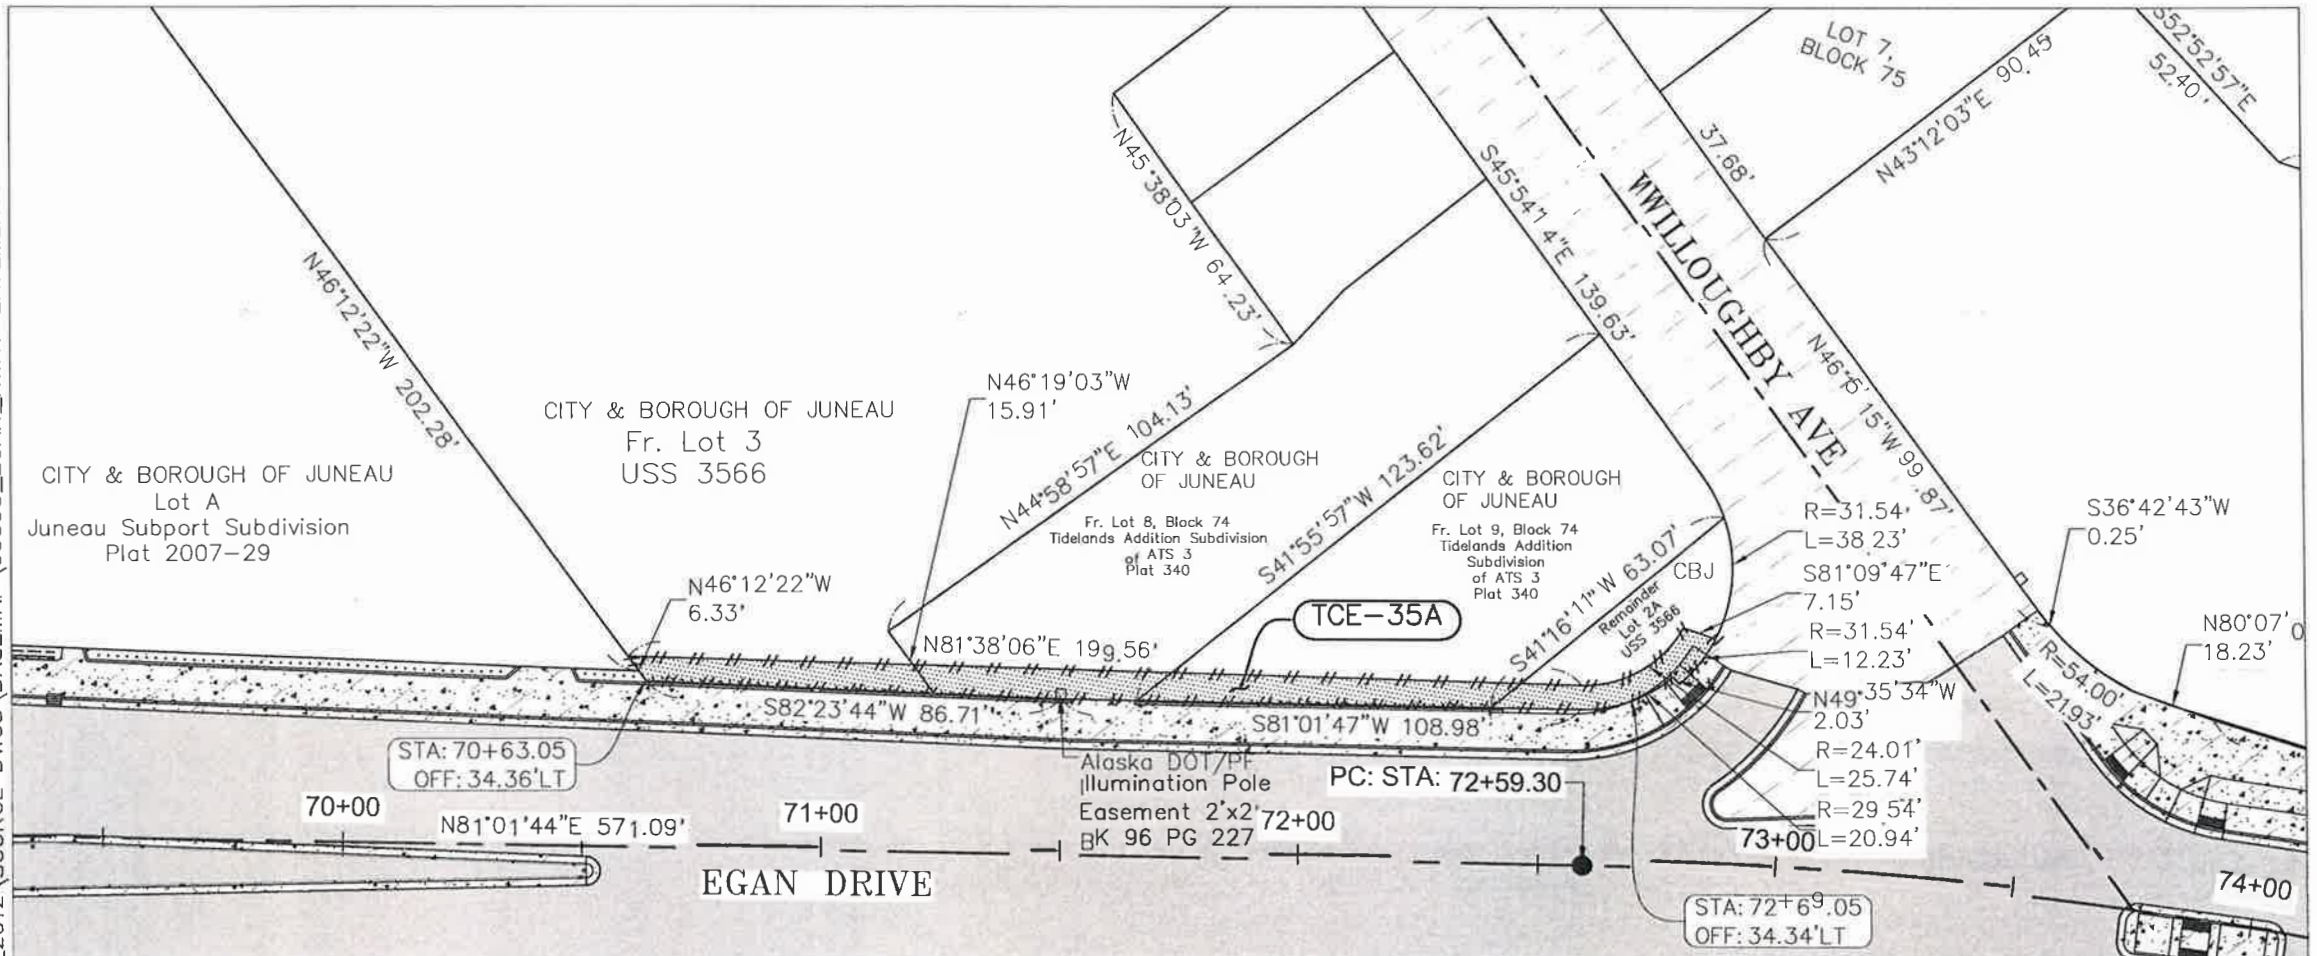 LOT 7,
BLOCK 75
N43°12'03"E 90.45
S52°52'57"E
52.40'
37.68'
N45°38'03"W 64.23'
S45°54'14"E 139.63'
WWILLOUGHBY AVE
N46°12'22"W 202.28'
CITY & BOROUGH OF JUNEAU
Fr. Lot 3
USS 3566
N46°19'03"W
15.91'
N44°58'57"E 104.13'
CITY & BOROUGH
OF JUNEAU
Fr. Lot 8, Block 74
Tidelands Addition Subdivision
of ATS 3
Plat 340
S41°55'57"W 123.62'
CITY & BOROUGH
OF JUNEAU
Fr. Lot 9, Block 74
Tidelands Addition
Subdivision
of ATS 3
Plat 340
CITY & BOROUGH OF JUNEAU
Lot A
Juneau Subport Subdivision
Plat 2007-29
N46°12'22"W
6.33'
N81°38'06"E 199.56'
TCE-35A
S41°16'11"W 63.07'
CBJ
Remainder
Lot 2A
USS 3566
15"W 99.87'
R=31.54'
L=38.23'
S81°09'47"E
7.15'
R=31.54'
L=12.23'
N49°35'34"W
2.03'
R=24.01'
L=25.74'
R=29.54'
L=20.94'
S36°42'43"W
0.25'
N80°07'0
18.23'
R=54.00'
L=21.93'
S82°23'44"W 86.71'
S81°01'47"W 108.98'
STA: 70+63.05
OFF: 34.36'LT
Alaska DOT/PF
Illumination Pole
Easement 2'x2'
BK 96 PG 227
PC: STA: 72+59.30
70+00
N81°01'44"E 571.09'
71+00
72+00
73+00
74+00
EGAN DRIVE
STA: 72+69.05
OFF: 34.34'LT